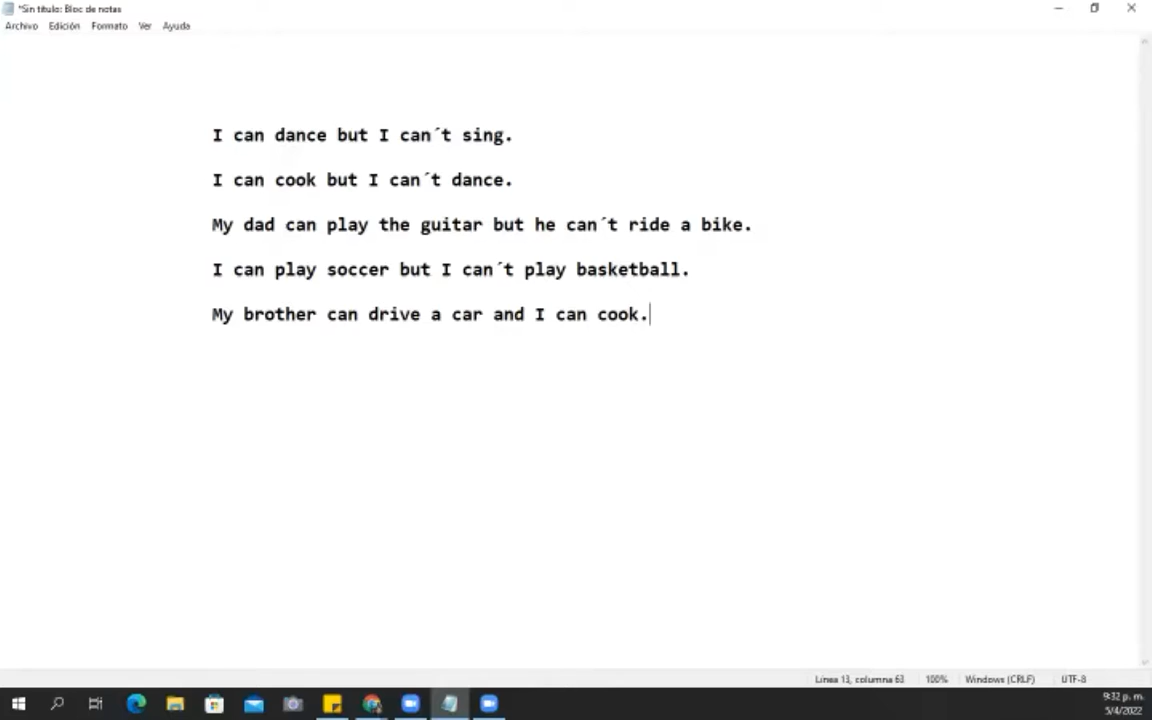 *Sin título: Bloc de notas
Archivo Edición Formato Ver Ayuda
I can dance but I can´t sing.
I can cook but I can´t dance.
My dad can play the guitar but he can´t ride a bike.
I can play soccer but I can´t play basketball.
My brother can drive a car and I can cook.
Línea 13, columna 63 100% Windows (CRLF) UTF-8
9:32 p. m.
5/4/2022